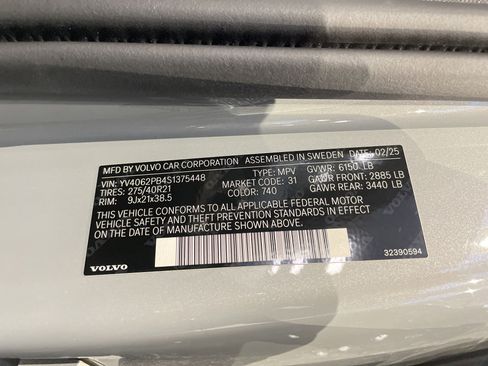 MFD BY VOLVO CAR CORPORATION ASSEMBLED IN SWEDEN DATE: 02/25
VIN: YV4062PB4S1375448 TYPE: MPV GVWR: 6150 LB
TIRES: 275/40R21 MARKET CODE: 31 GAWR FRONT: 2885 LB
RIM: 9Jx21x38.5 COLOR: 740 GAWR REAR: 3440 LB
THIS VEHICLE CONFORMS TO ALL APPLICABLE FEDERAL MOTOR
VEHICLE SAFETY AND THEFT PREVENTION STANDARDS IN EFFECT
ON THE DATE OF MANUFACTURE SHOWN ABOVE.
VOLVO 32390594